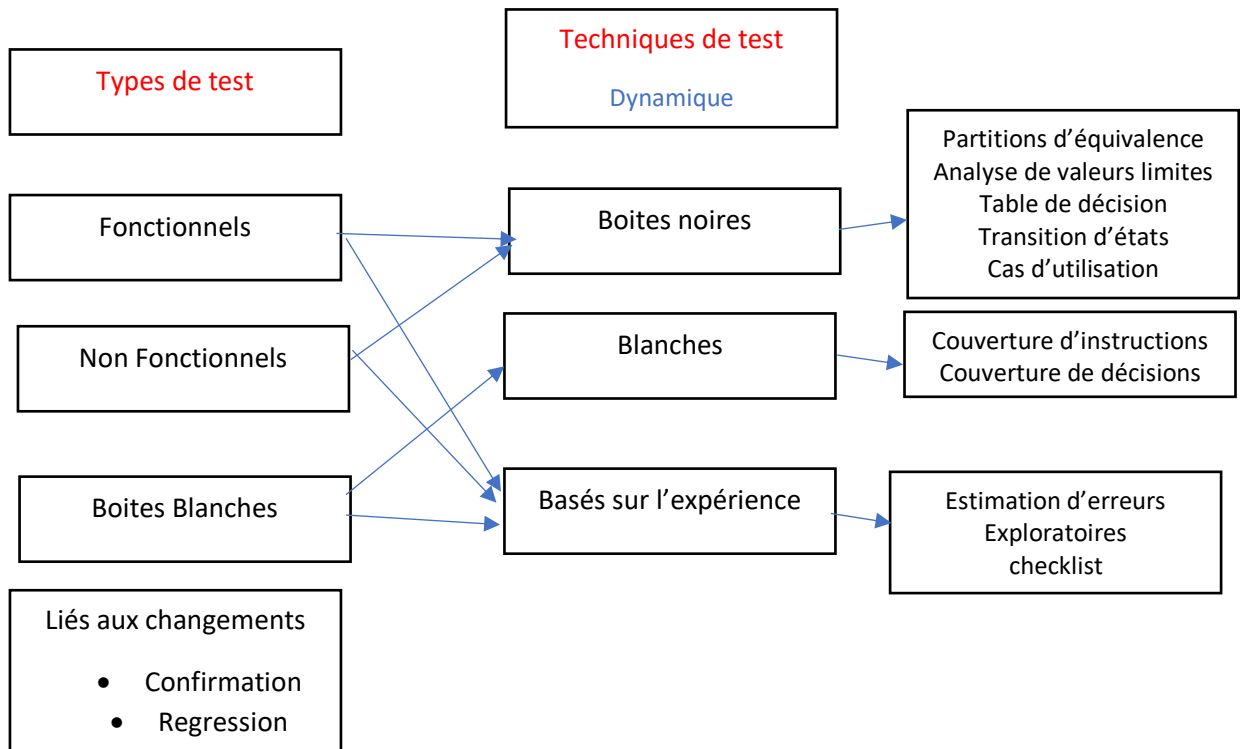 Types de test
Techniques de test
Dynamique
Fonctionnels
Non Fonctionnels
Boites Blanches
Liés aux changements
• Confirmation
• Regression
Boites noires
Blanches
Basés sur l’expérience
Partitions d’équivalence
Analyse de valeurs limites
Table de décision
Transition d’états
Cas d’utilisation
Couverture d’instructions
Couverture de décisions
Estimation d’erreurs
Exploratoires
checklist